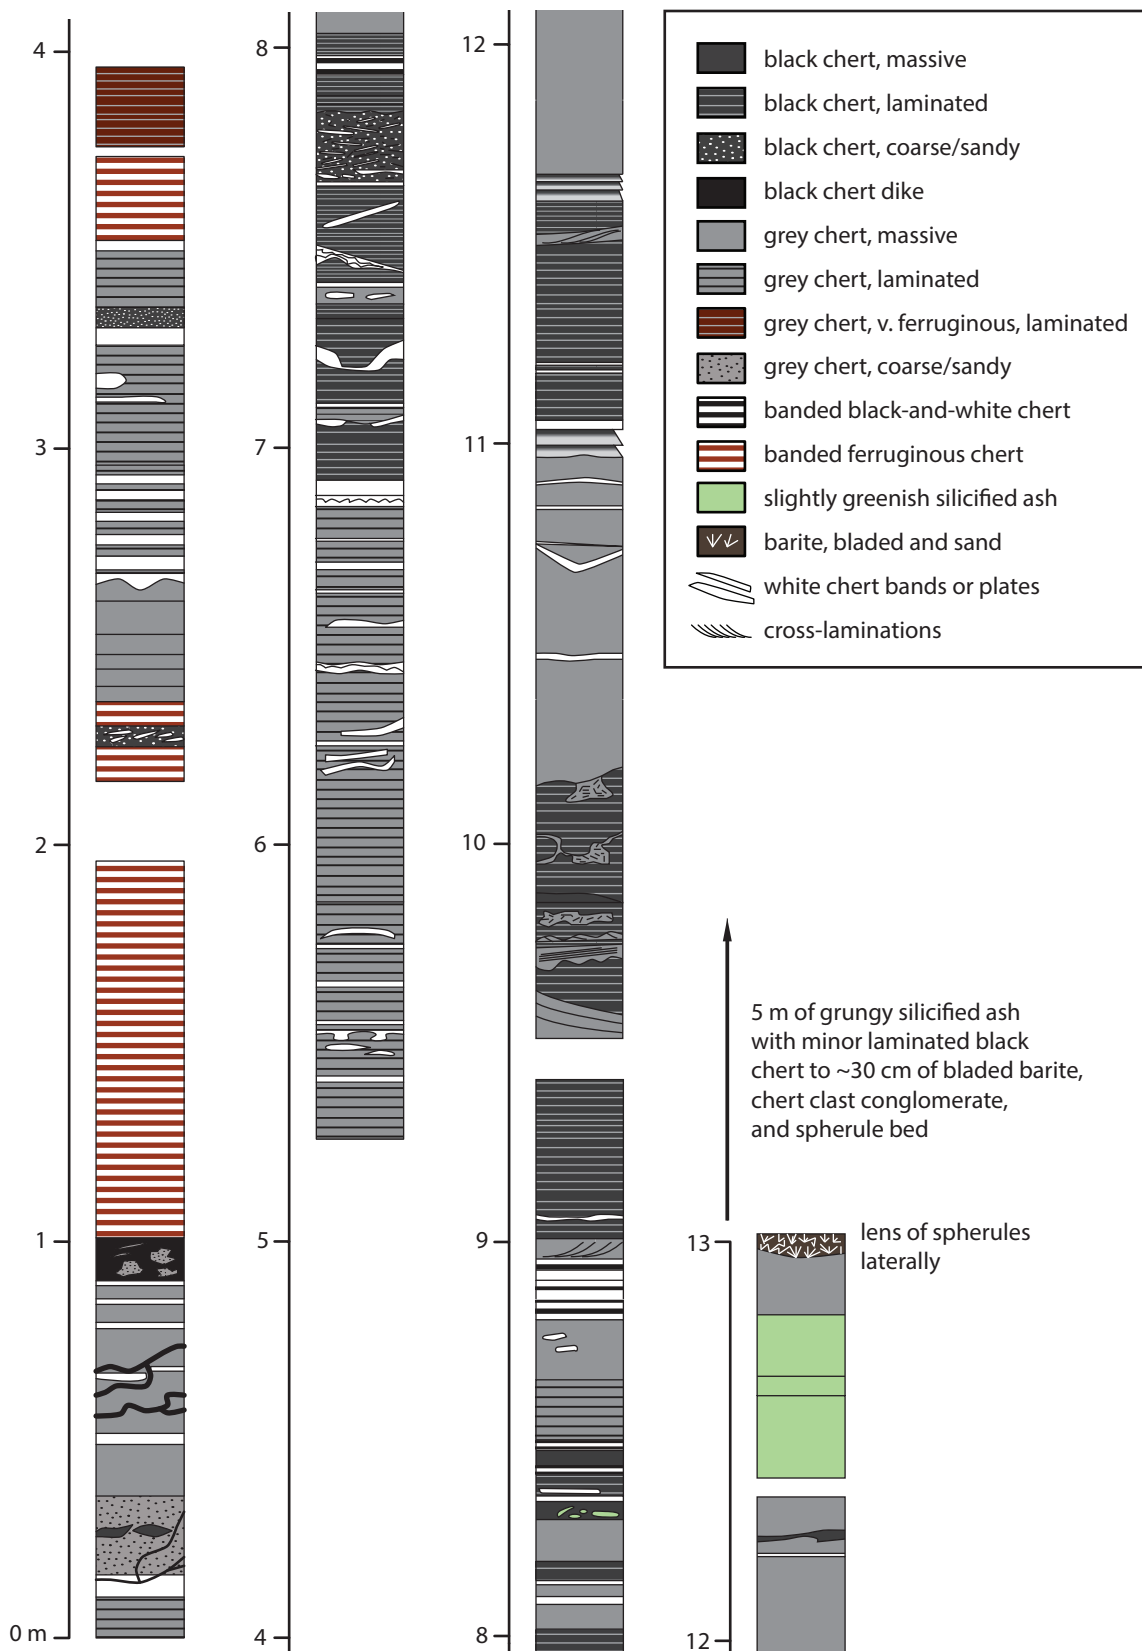 4
3
2
1
0 m
8
7
6
5
4
12
11
10
9
8
black chert, massive
black chert, laminated
black chert, coarse/sandy
black chert dike
grey chert, massive
grey chert, laminated
grey chert, v. ferruginous, laminated
grey chert, coarse/sandy
banded black-and-white chert
banded ferruginous chert
slightly greenish silicified ash
barite, bladed and sand
white chert bands or plates
cross-laminations
5 m of grungy silicified ash
with minor laminated black
chert to ~30 cm of bladed barite,
chert clast conglomerate,
and spherule bed
13
12
lens of spherules
laterally